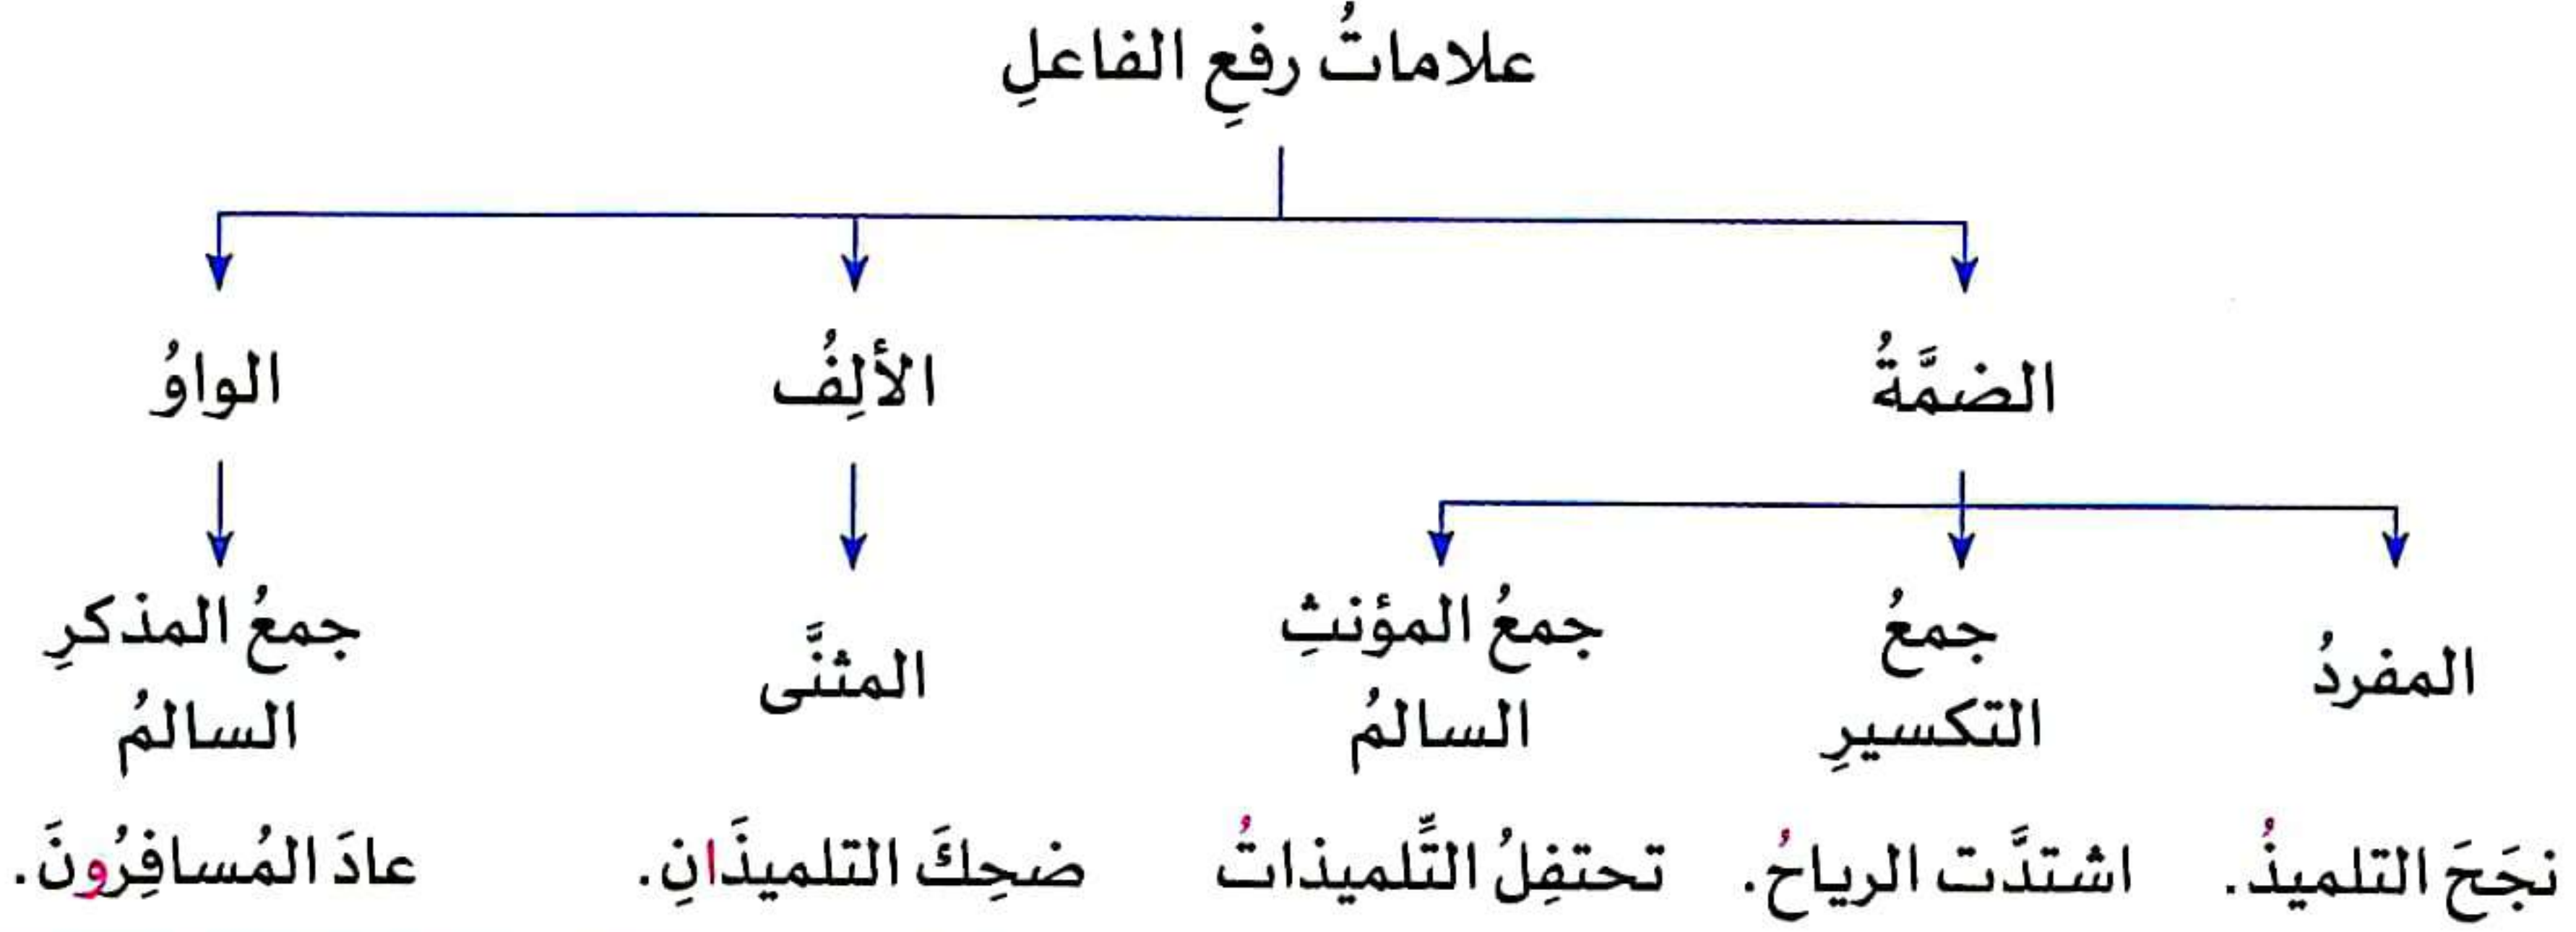 علاماتُ رفعِ الفاعلِ
الضمَّةُ
الألِفُ
الواوُ
المفردُ
جمعُ
التكسيرِ
جمعُ المؤنثِ
السالمُ
المثنَّى
جمعُ المذكرِ
السالمُ
نجَحَ التلميذُ.
اشتدَّت الرياحُ.
تحتفِلُ التِّلميذاتُ
ضحِكَ التلميذَانِ.
عادَ المُسافِرُونَ.